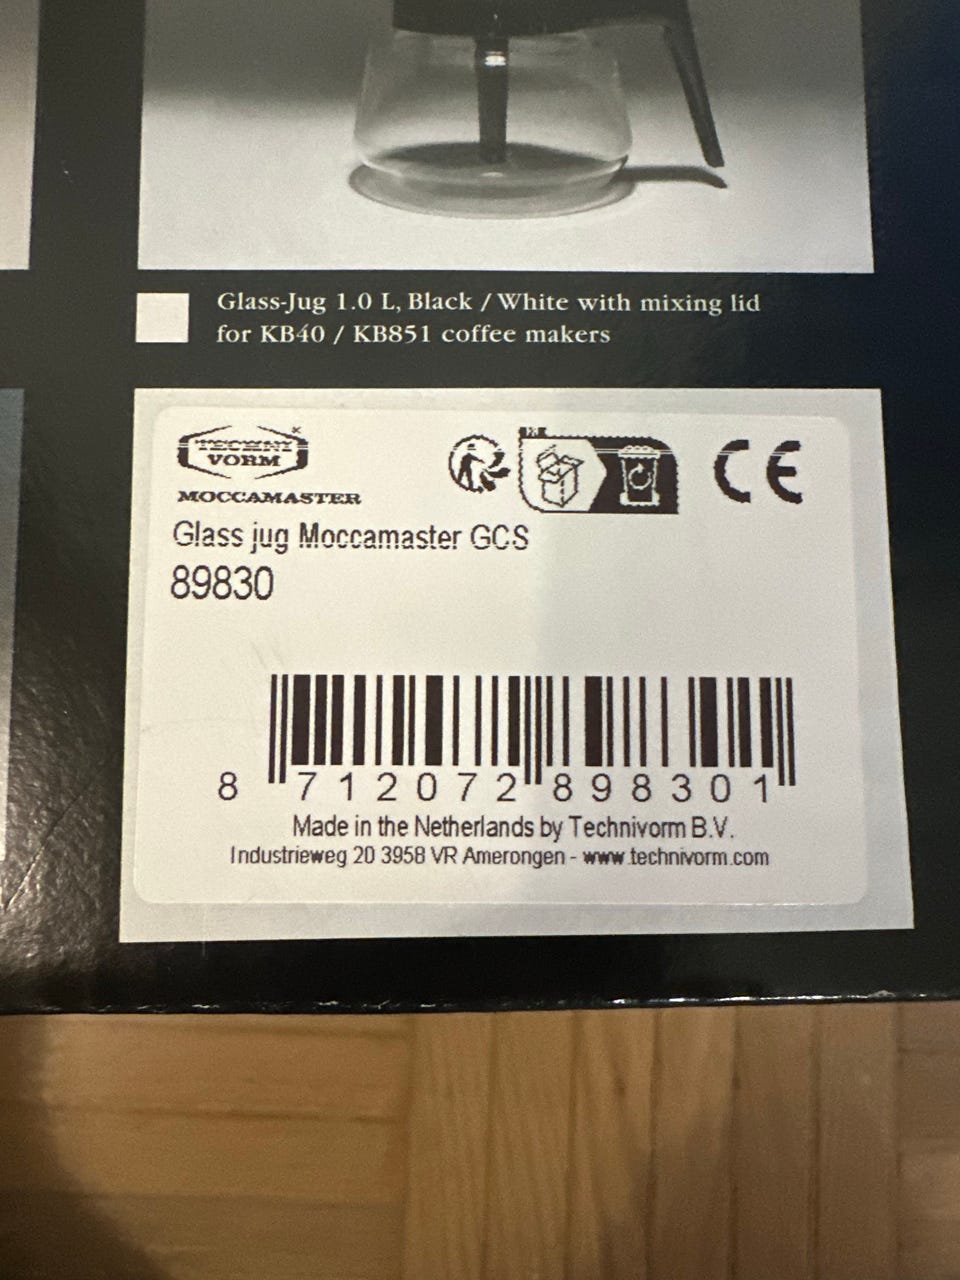 Glass-Jug 1.0 L, Black / White with mixing lid
for KB40 / KB851 coffee makers
TECHNI
VORM
MOCCAMASTER
CE
Glass jug Moccamaster GCS
89830
8 712072 898301
Made in the Netherlands by Technivorm B.V.
Industrieweg 20 3958 VR Amerongen - www.technivorm.com